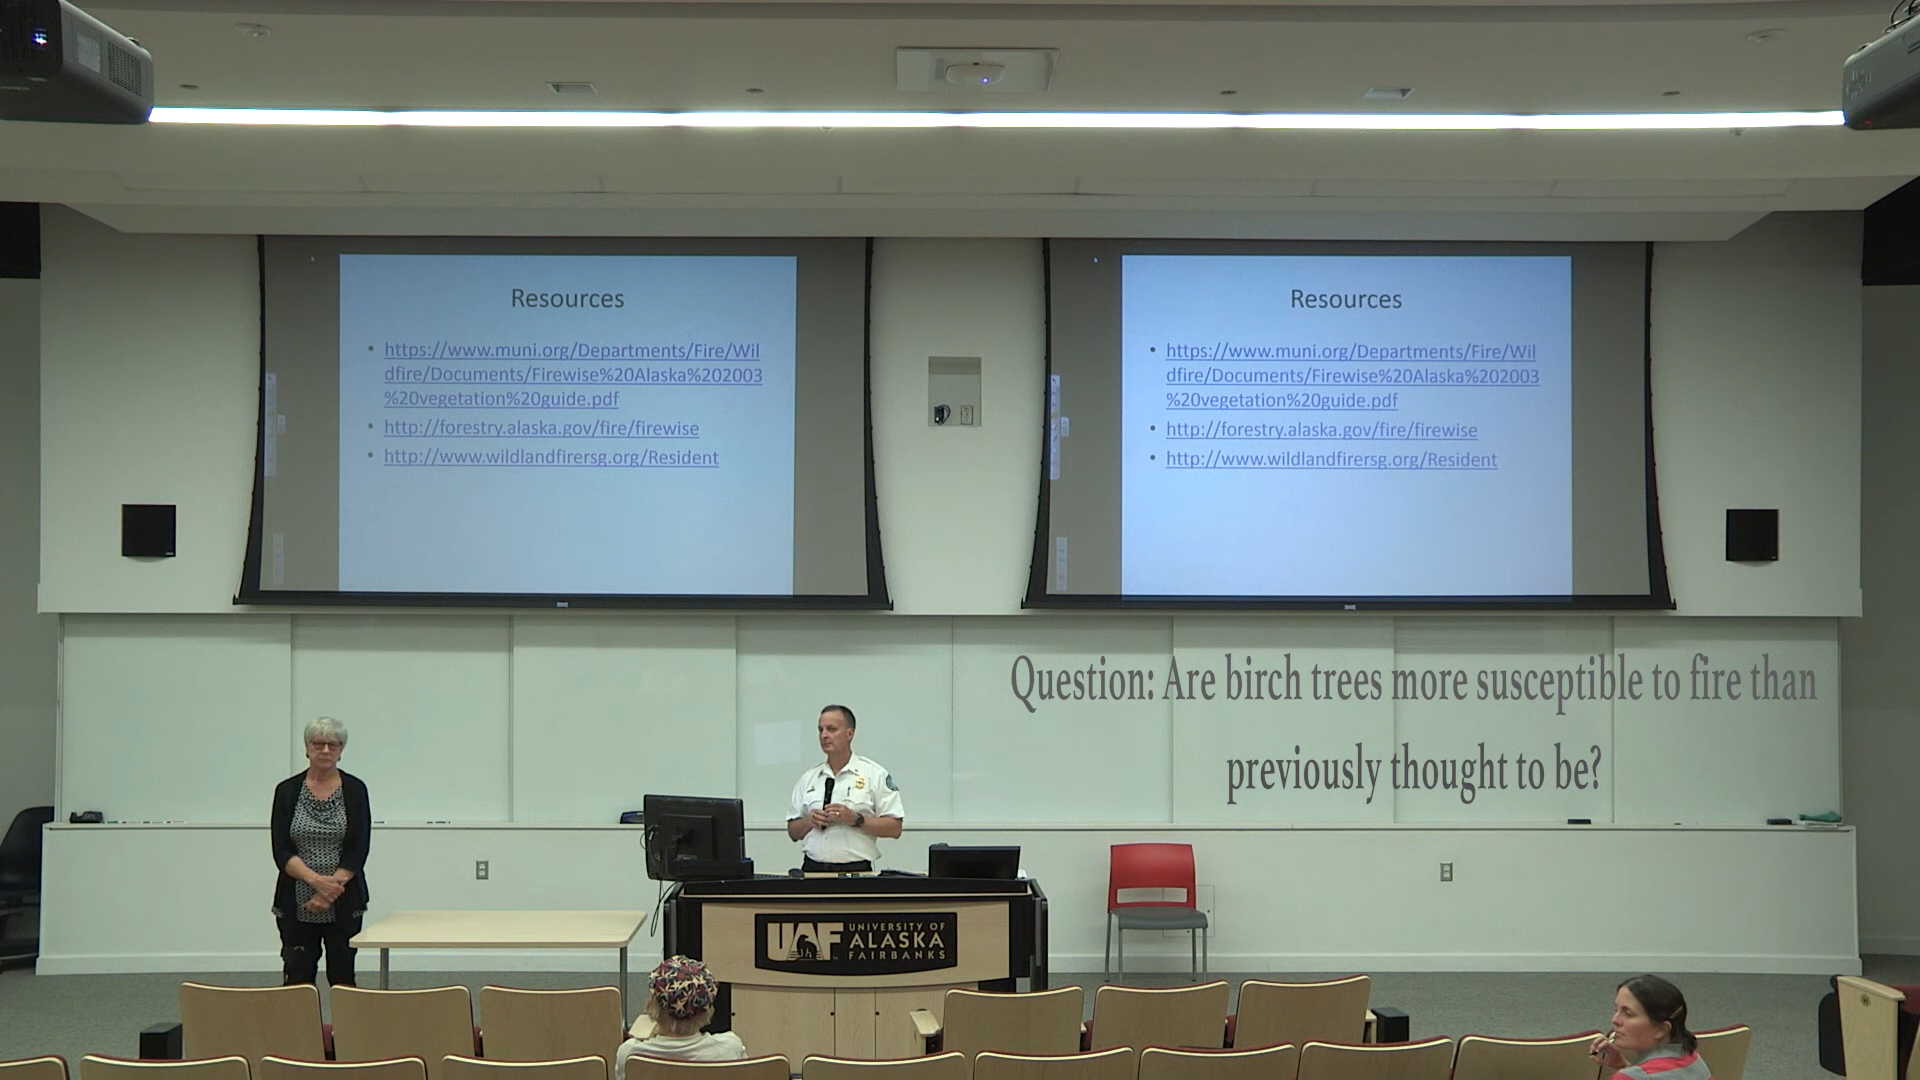 Resources
• https://www.muni.org/Departments/Fire/Wil
dfire/Documents/Firewise%20Alaska%202003
%20vegetation%20guide.pdf
• http://forestry.alaska.gov/fire/firewise
• http://www.wildlandfirersg.org/Resident
Resources
• https://www.muni.org/Departments/Fire/Wil
dfire/Documents/Firewise%20Alaska%202003
%20vegetation%20guide.pdf
• http://forestry.alaska.gov/fire/firewise
• http://www.wildlandfirersg.org/Resident
Question: Are birch trees more susceptible to fire than
previously thought to be?
UAF UNIVERSITY OF
ALASKA
FAIRBANKS